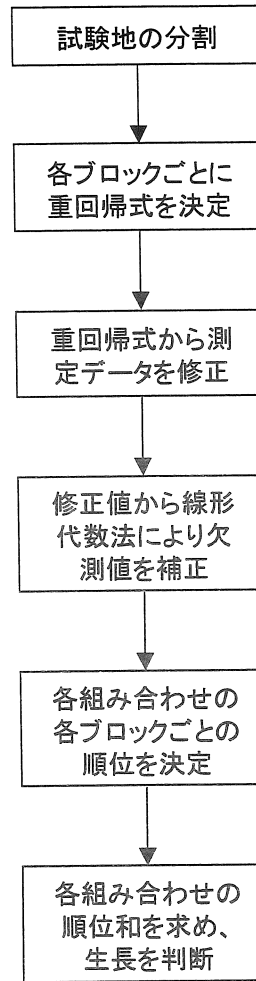 試験地の分割
各ブロックごとに
重回帰式を決定
重回帰式から測
定データを修正
修正値から線形
代数法により欠
測値を補正
各組み合わせの
各ブロックごとの
順位を決定
各組み合わせの
順位和を求め、
生長を判断